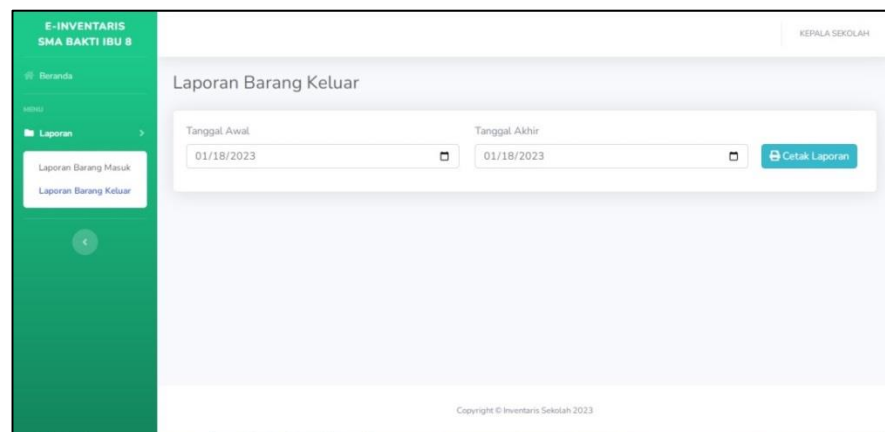 E-INVENTARIS
SMA BAKTI IBU 8
KEPALA SEKOLAH
Beranda
MENU
Laporan
Laporan Barang Masuk
Laporan Barang Keluar
Laporan Barang Keluar
Tanggal Awal
Tanggal Akhir
01/18/2023
01/18/2023
Cetak Laporan
Copyright © Inventaris Sekolah 2023